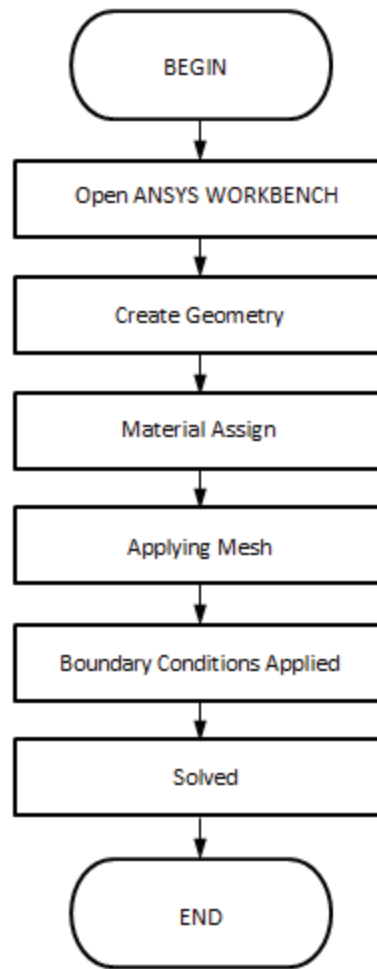 BEGIN
Open ANSYS WORKBENCH
Create Geometry
Material Assign
Applying Mesh
Boundary Conditions Applied
Solved
END